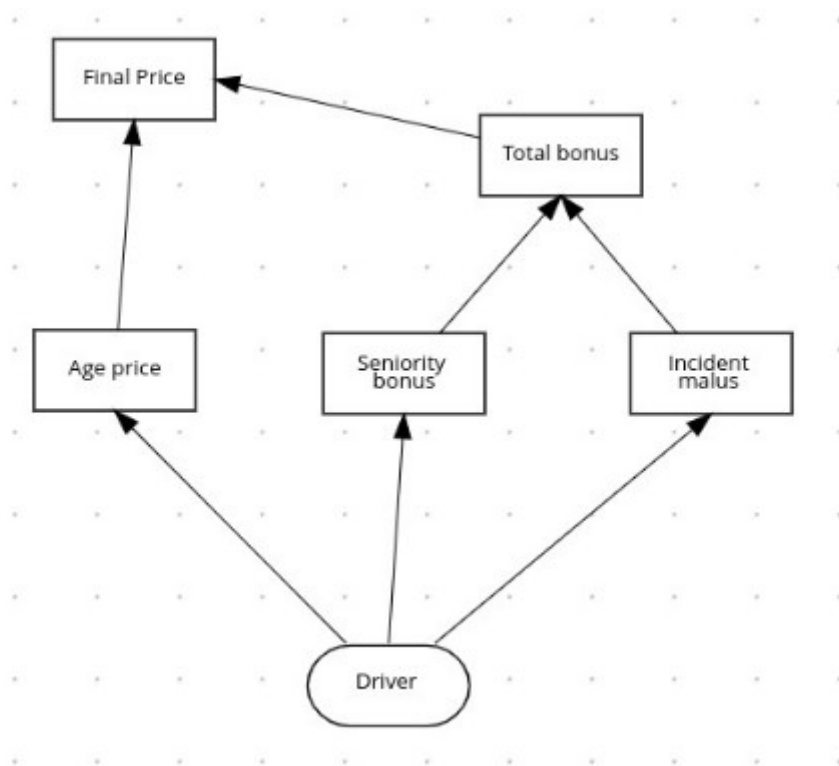 Final Price
Total bonus
Age price
Seniority
bonus
Incident
malus
Driver